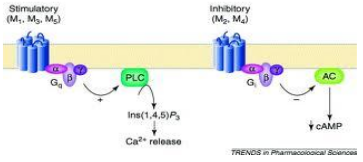 Stimulatory
(M₁, M₃, M₅)
Inhibitory
(M₂, M₄)
α
β
γ
Gq
+
PLC
Ins(1,4,5)P₃
Ca²⁺ release
α
β
γ
Gi
−
AC
cAMP
TRENDS in Pharmacological Sciences